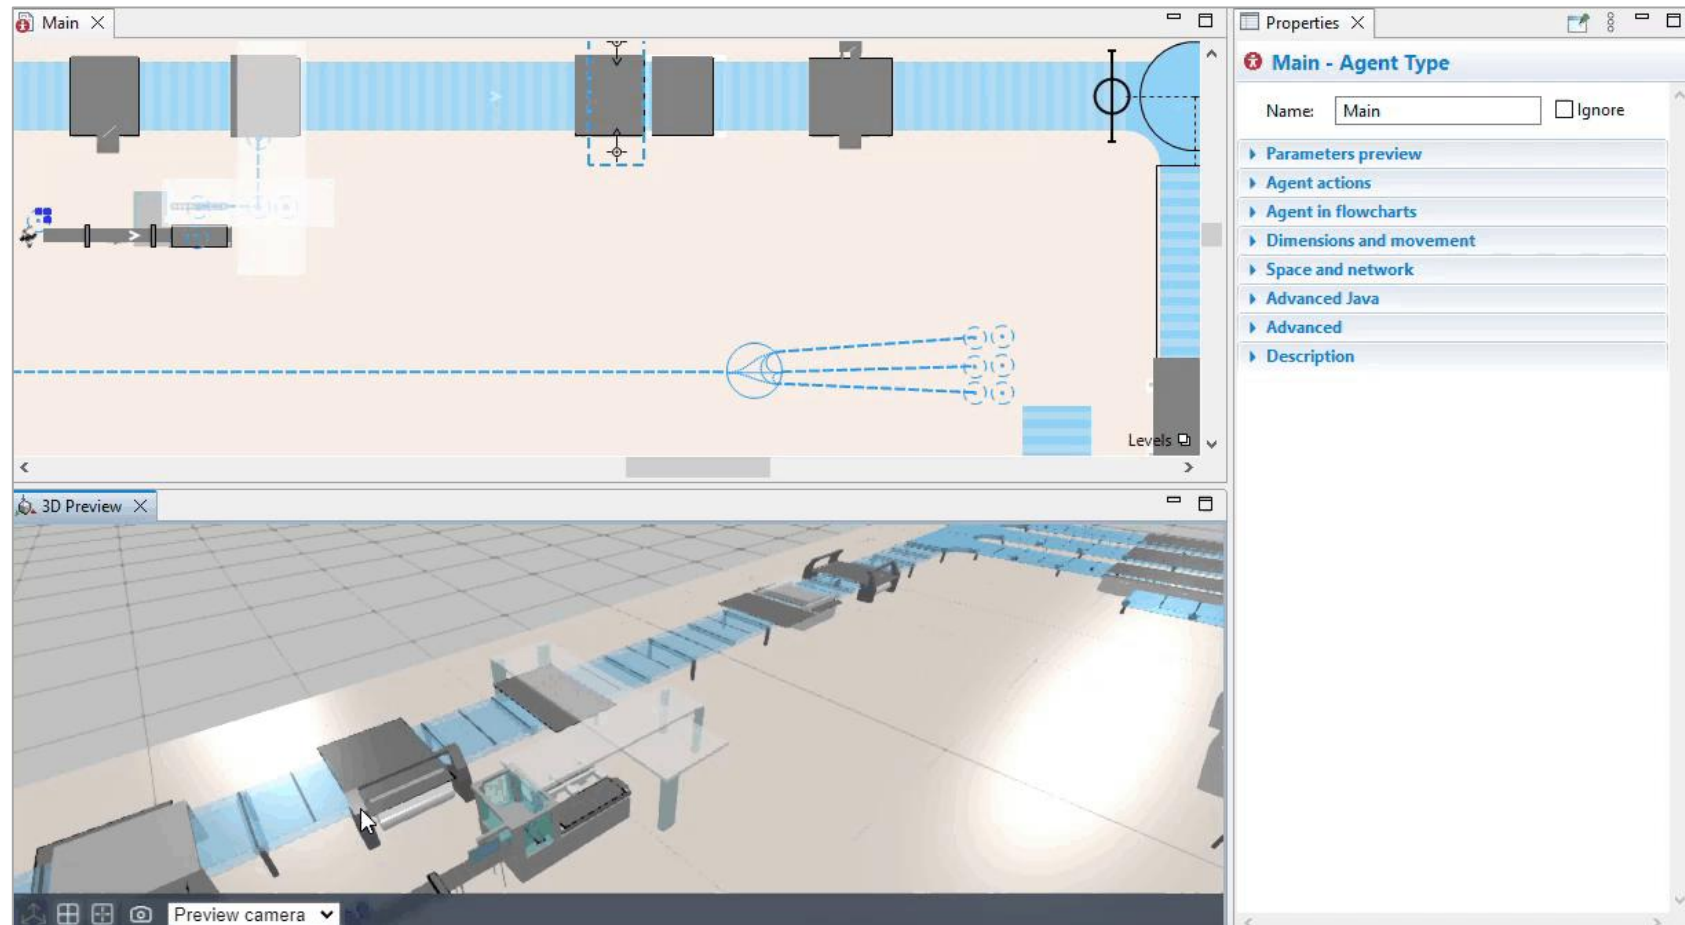 Main
Levels
3D Preview
Preview camera
Properties
Main - Agent Type
Name: Main Ignore
Parameters preview
Agent actions
Agent in flowcharts
Dimensions and movement
Space and network
Advanced Java
Advanced
Description